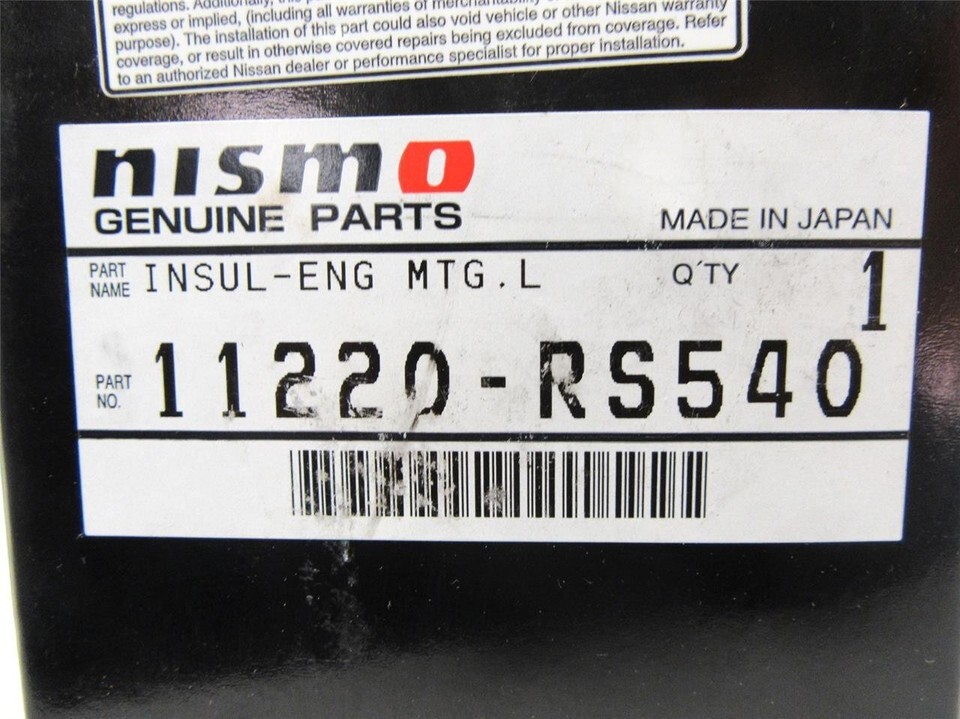 regulations. Additionally, this
express or implied, (including all warranties of merchantability
purpose). The installation of this part could also void vehicle or other Nissan warranty
coverage, or result in otherwise covered repairs being excluded from coverage. Refer
to an authorized Nissan dealer or performance specialist for proper installation.
nismo
GENUINE PARTS
MADE IN JAPAN
PART NAME INSUL-ENG MTG.L Q'TY 1
PART NO. 11220-RS540